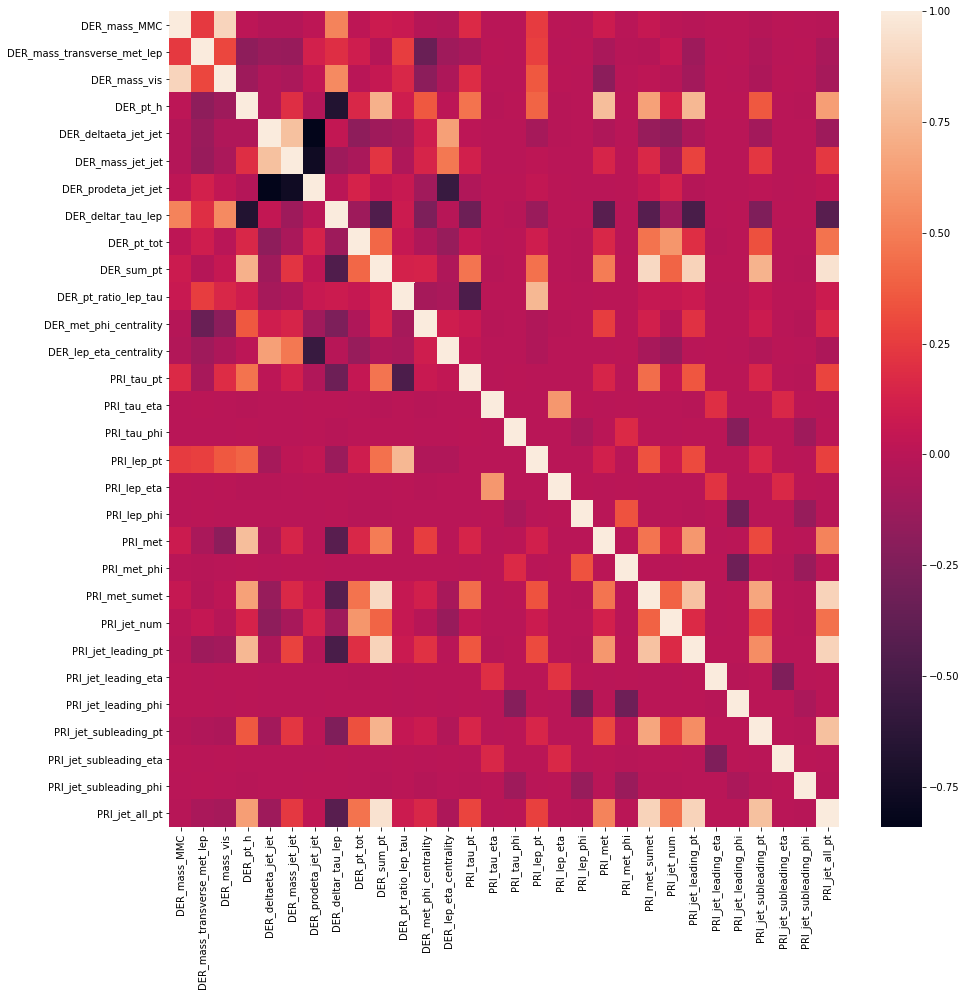 DER_mass_MMC
DER_mass_transverse_met_lep
DER_mass_vis
DER_pt_h
DER_deltaeta_jet_jet
DER_mass_jet_jet
DER_prodeta_jet_jet
DER_deltar_tau_lep
DER_pt_tot
DER_sum_pt
DER_pt_ratio_lep_tau
DER_met_phi_centrality
DER_lep_eta_centrality
PRI_tau_pt
PRI_tau_eta
PRI_tau_phi
PRI_lep_pt
PRI_lep_eta
PRI_lep_phi
PRI_met
PRI_met_phi
PRI_met_sumet
PRI_jet_num
PRI_jet_leading_pt
PRI_jet_leading_eta
PRI_jet_leading_phi
PRI_jet_subleading_pt
PRI_jet_subleading_eta
PRI_jet_subleading_phi
PRI_jet_all_pt
DER_mass_MMC
DER_mass_transverse_met_lep
DER_mass_vis
DER_pt_h
DER_deltaeta_jet_jet
DER_mass_jet_jet
DER_prodeta_jet_jet
DER_deltar_tau_lep
DER_pt_tot
DER_sum_pt
DER_pt_ratio_lep_tau
DER_met_phi_centrality
DER_lep_eta_centrality
PRI_tau_pt
PRI_tau_eta
PRI_tau_phi
PRI_lep_pt
PRI_lep_eta
PRI_lep_phi
PRI_met
PRI_met_phi
PRI_met_sumet
PRI_jet_num
PRI_jet_leading_pt
PRI_jet_leading_eta
PRI_jet_leading_phi
PRI_jet_subleading_pt
PRI_jet_subleading_eta
PRI_jet_subleading_phi
PRI_jet_all_pt
1.00
0.75
0.50
0.25
0.00
−0.25
−0.50
−0.75